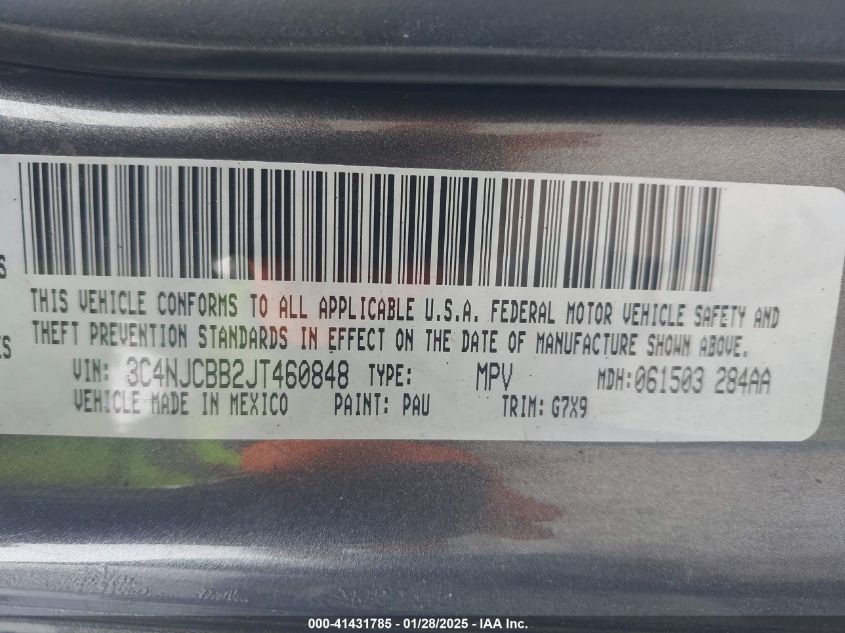 S
THIS VEHICLE CONFORMS TO ALL APPLICABLE U.S.A. FEDERAL MOTOR VEHICLE SAFETY AND
ES THEFT PREVENTION STANDARDS IN EFFECT ON THE DATE OF MANUFACTURE SHOWN ABOVE.
VIN: 3C4NJCBB2JT460848 TYPE: MPV MDH: 061503 284AA
VEHICLE MADE IN MEXICO PAINT: PAU TRIM: G7X9
000-41431785 - 01/28/2025 - IAA Inc.